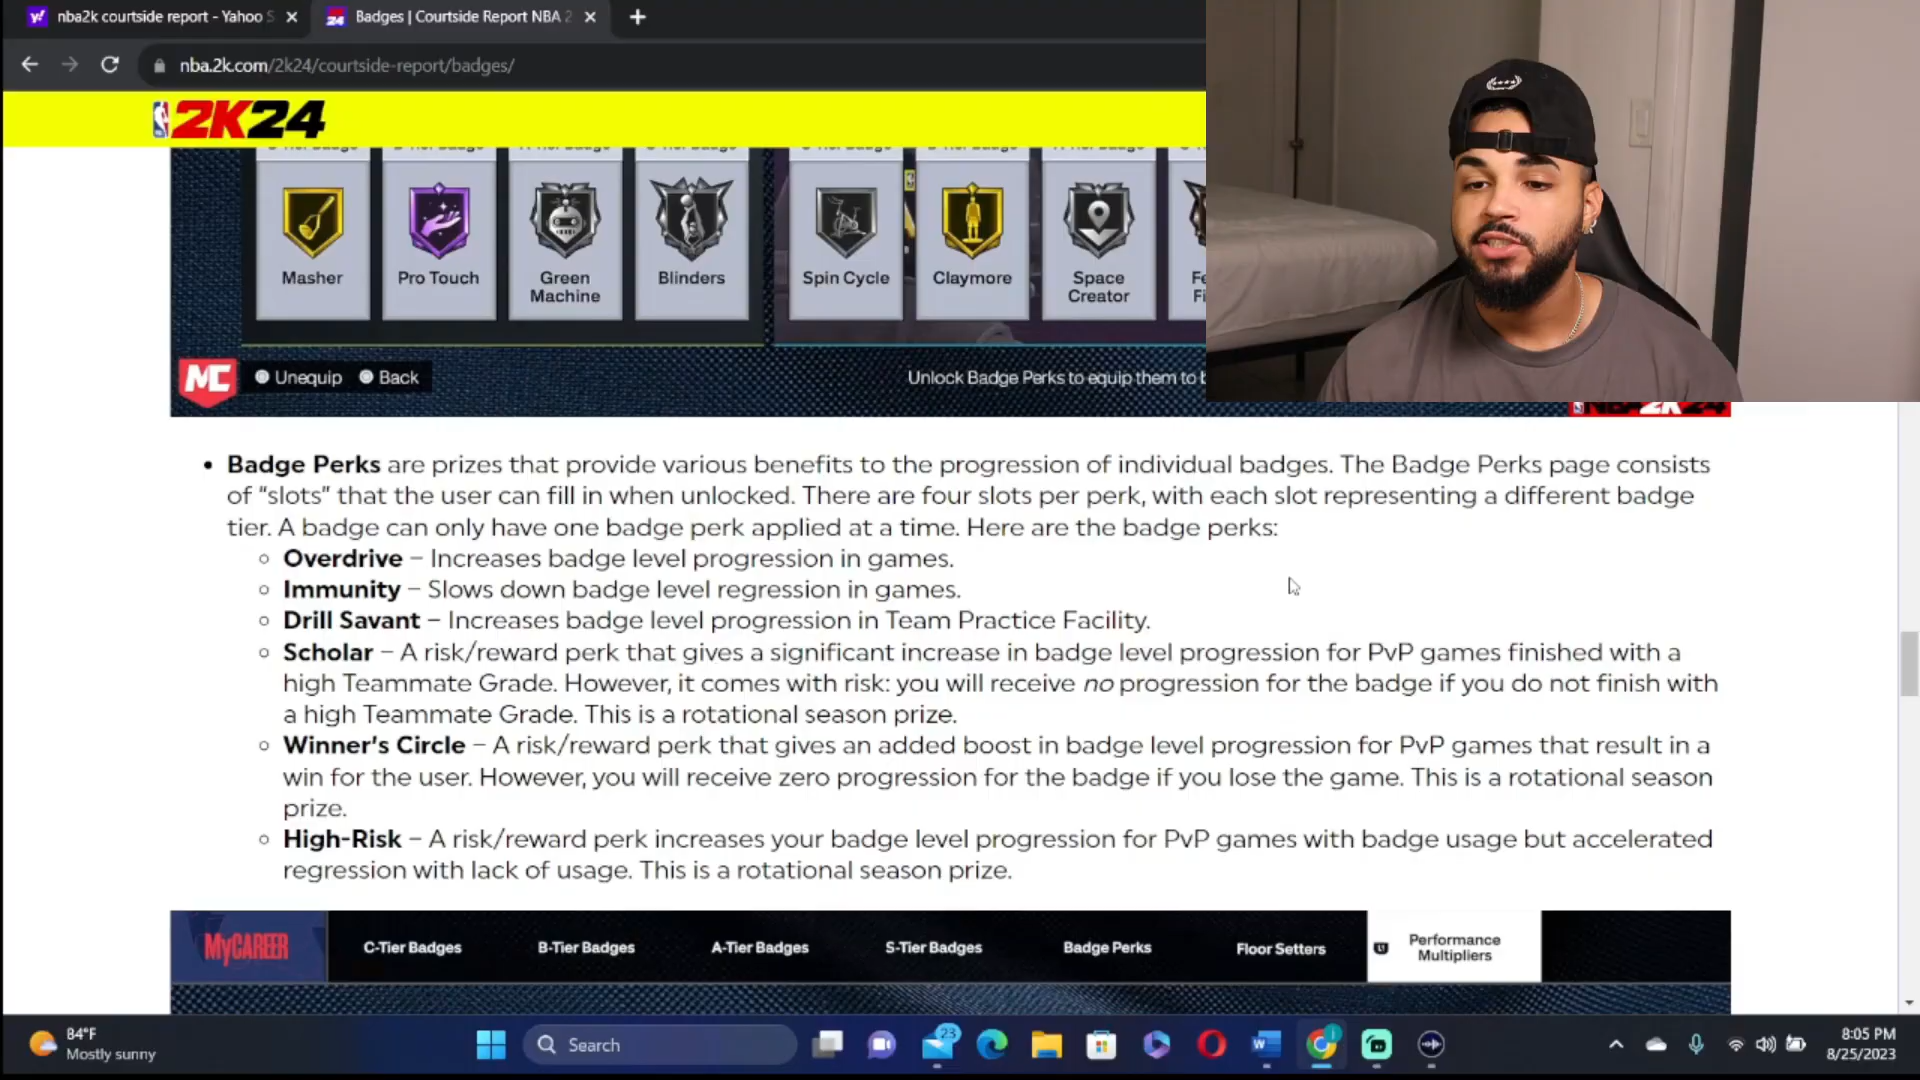 nba2k courtside report - Yahoo S
Badges | Courtside Report NBA 2
nba.2k.com/2k24/courtside-report/badges/
2K24
Masher
Pro Touch
Green
Machine
Blinders
Spin Cycle
Claymore
Space
Creator
MC
Unequip
Back
Unlock Badge Perks to equip them to b
Badge Perks are prizes that provide various benefits to the progression of individual badges. The Badge Perks page consists
of “slots” that the user can fill in when unlocked. There are four slots per perk, with each slot representing a different badge
tier. A badge can only have one badge perk applied at a time. Here are the badge perks:
Overdrive – Increases badge level progression in games.
Immunity – Slows down badge level regression in games.
Drill Savant – Increases badge level progression in Team Practice Facility.
Scholar – A risk/reward perk that gives a significant increase in badge level progression for PvP games finished with a
high Teammate Grade. However, it comes with risk: you will receive no progression for the badge if you do not finish with
a high Teammate Grade. This is a rotational season prize.
Winner’s Circle – A risk/reward perk that gives an added boost in badge level progression for PvP games that result in a
win for the user. However, you will receive zero progression for the badge if you lose the game. This is a rotational season
prize.
High-Risk – A risk/reward perk increases your badge level progression for PvP games with badge usage but accelerated
regression with lack of usage. This is a rotational season prize.
MyCAREER
C-Tier Badges
B-Tier Badges
A-Tier Badges
S-Tier Badges
Badge Perks
Floor Setters
Performance
Multipliers
84°F
Mostly sunny
Search
23
8:05 PM
8/25/2023